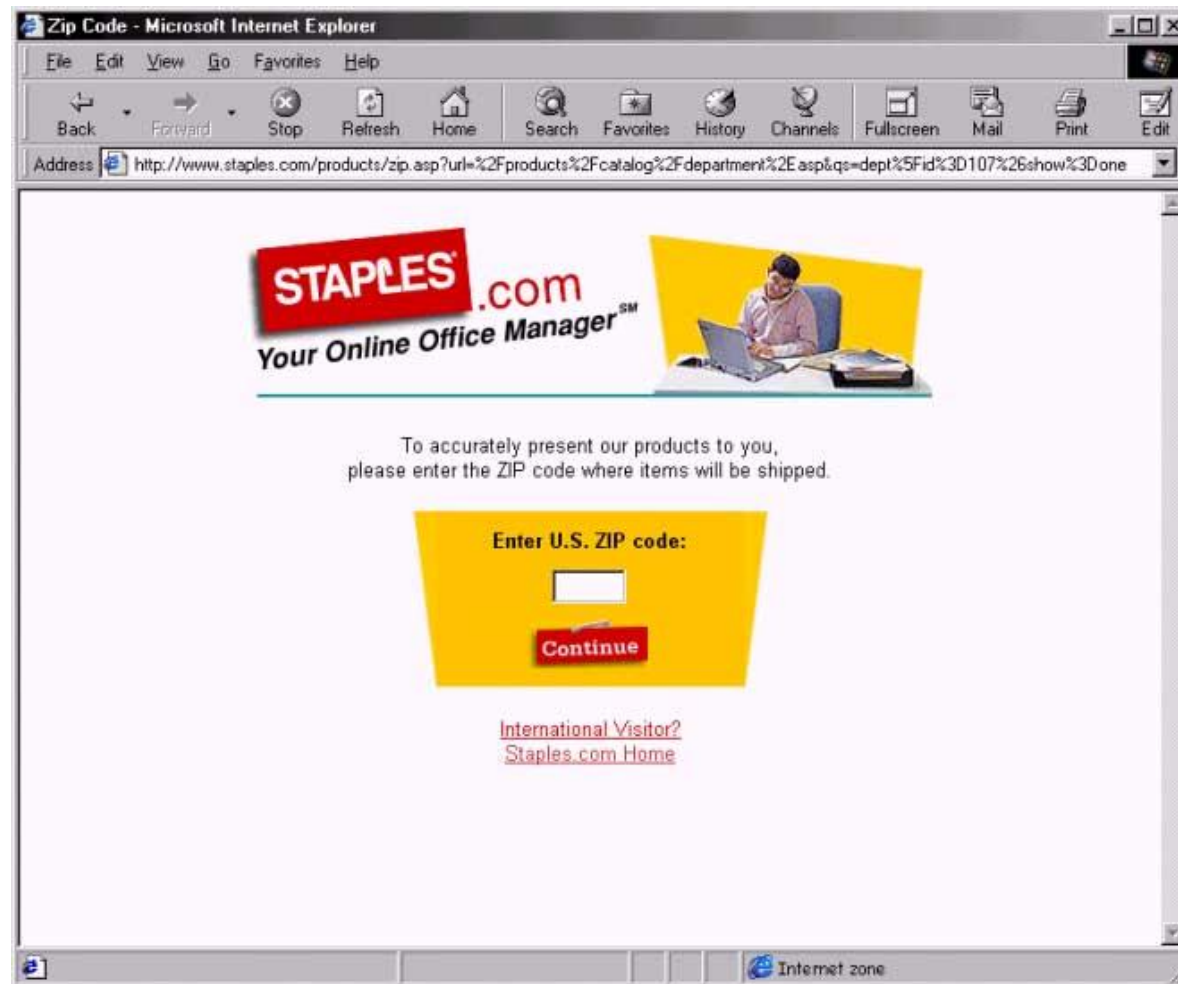 Zip Code - Microsoft Internet Explorer
File Edit View Go Favorites Help
Back Forward Stop Refresh Home Search Favorites History Channels Fullscreen Mail Print Edit
Address http://www.staples.com/products/zip.asp?url=%2Fproducts%2Fcatalog%2Fdepartment%2Easp&qs=dept%5Fid%3D107%26show%3Done
STAPLES .com
Your Online Office Manager SM
To accurately present our products to you,
please enter the ZIP code where items will be shipped.
Enter U.S. ZIP code:
Continue
International Visitor?
Staples.com Home
Internet zone